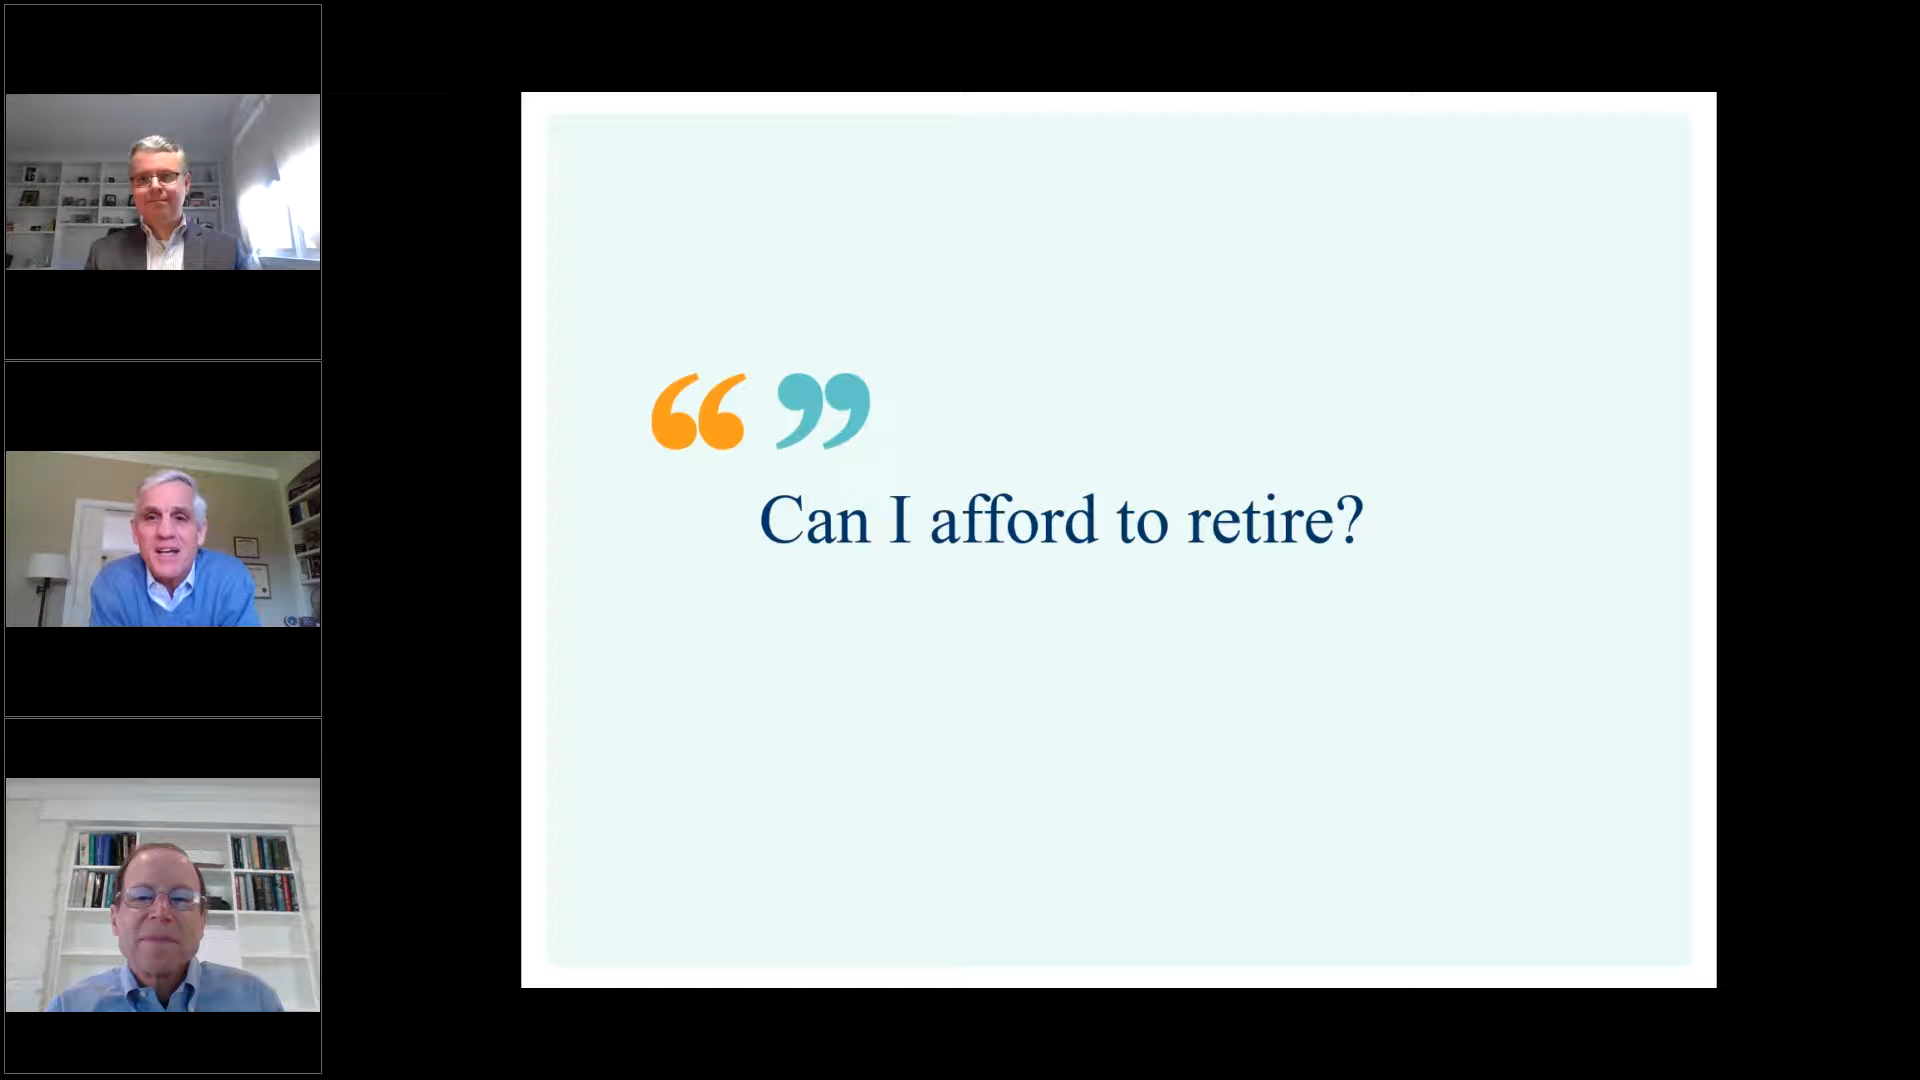 “ ”
Can I afford to retire?